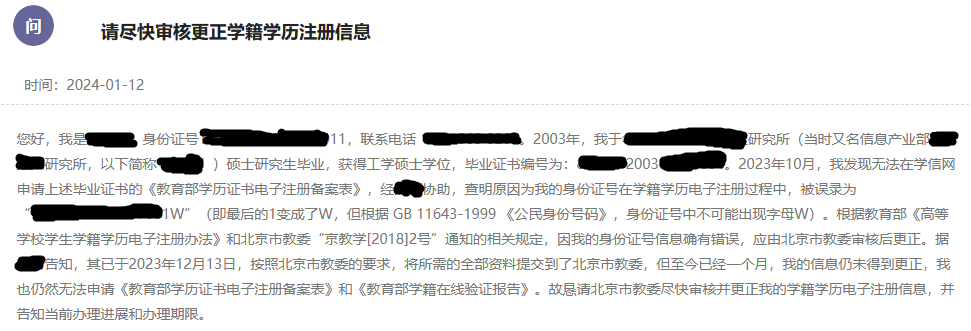 问
请尽快审核更正学籍学历注册信息
时间：2024-01-12
您好，我是 ，身份证号 11，联系电话 。2003年，我于 研究所（当时又名信息产业部
研究所，以下简称 ）硕士研究生毕业，获得工学硕士学位，毕业证书编号为： 2003 。2023年10月，我发现无法在学信网
申请上述毕业证书的《教育部学历证书电子注册备案表》，经 协助，查明原因为我的身份证号在学籍学历电子注册过程中，被误录为
“ 1W”（即最后的1变成了W，但根据 GB 11643-1999 《公民身份号码》，身份证号中不可能出现字母W）。根据教育部《高等
学校学生学籍学历电子注册办法》和北京市教委“京教学[2018]2号”通知的相关规定，因我的身份证号信息确有错误，应由北京市教委审核后更正。据
告知，其已于2023年12月13日，按照北京市教委的要求，将所需的全部资料提交到了北京市教委，但至今已经一个月，我的信息仍未得到更正，我
也仍然无法申请《教育部学历证书电子注册备案表》和《教育部学籍在线验证报告》。故恳请北京市教委尽快审核并更正我的学籍学历电子注册信息，并
告知当前办理进展和办理期限。